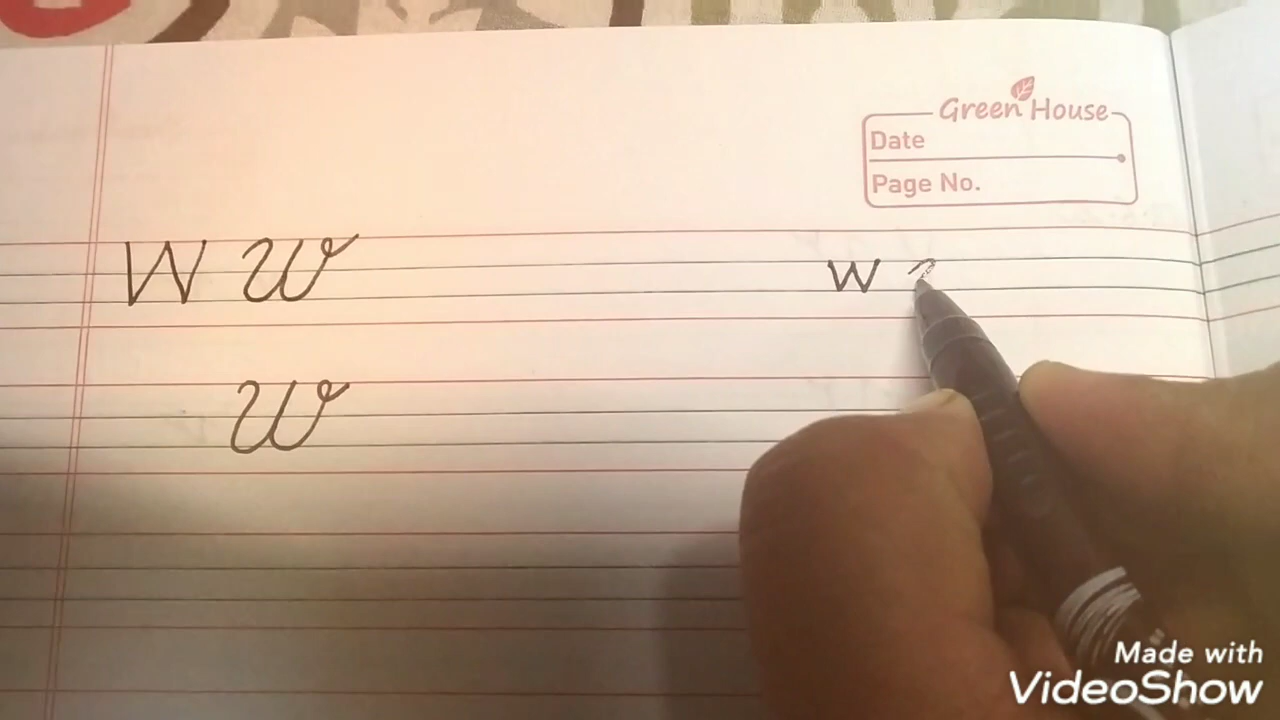 Green House
Date
Page No.
W W w
W
Made with
VideoShow